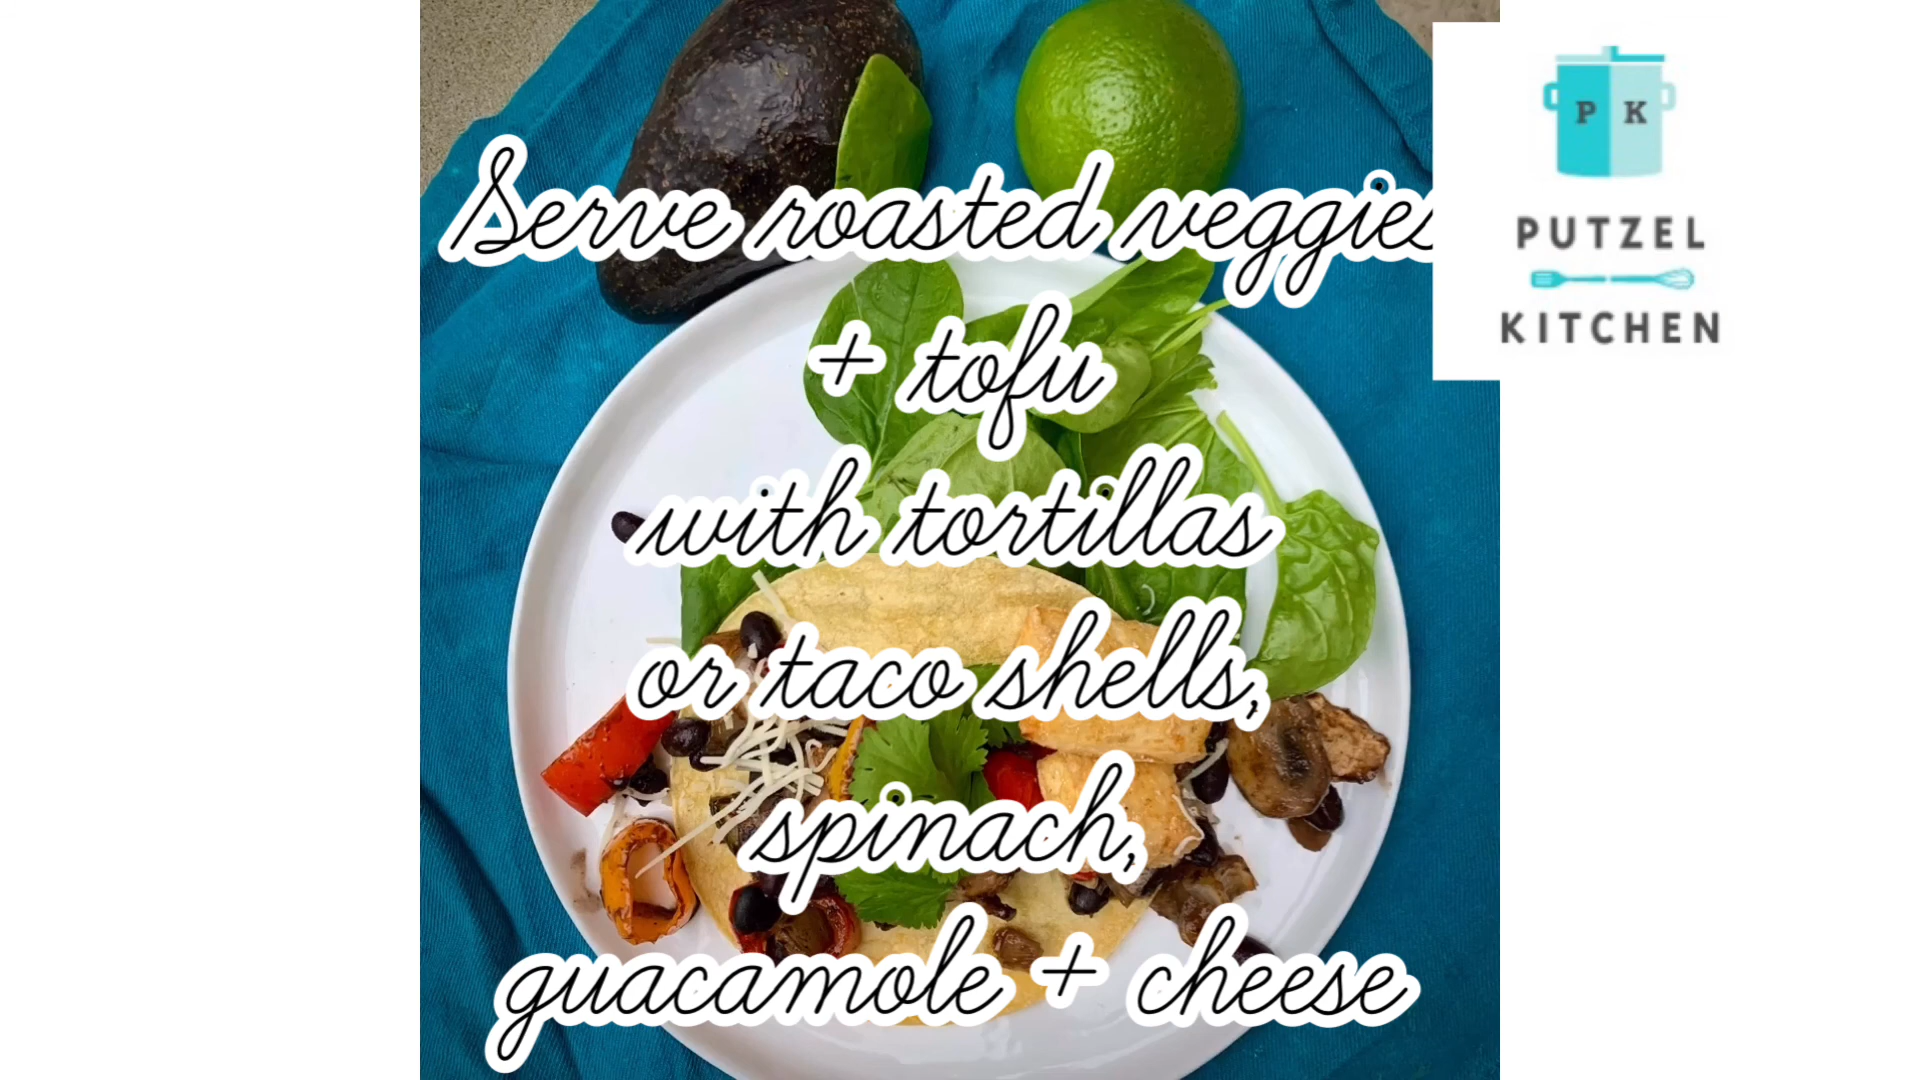 Serve roasted veggies
+ tofu
with tortillas
or taco shells,
spinach,
guacamole + cheese
P K
PUTZEL
KITCHEN